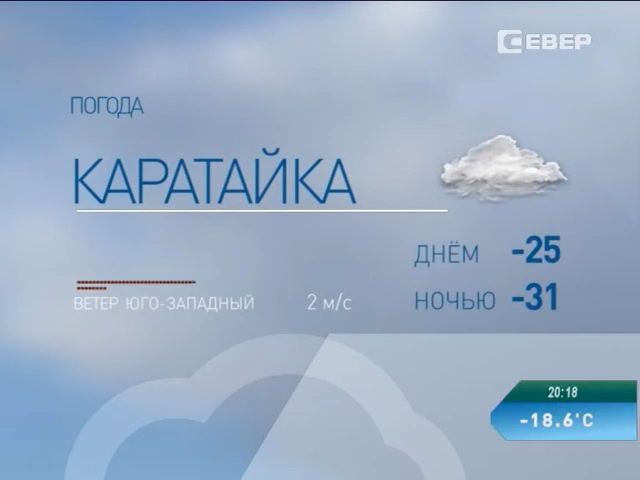 СЕВЕР
ПОГОДА
КАРАТАЙКА
ДНЁМ -25
НОЧЬЮ -31
ВЕТЕР ЮГО-ЗАПАДНЫЙ 2 м/с
20:18
-18.6°C